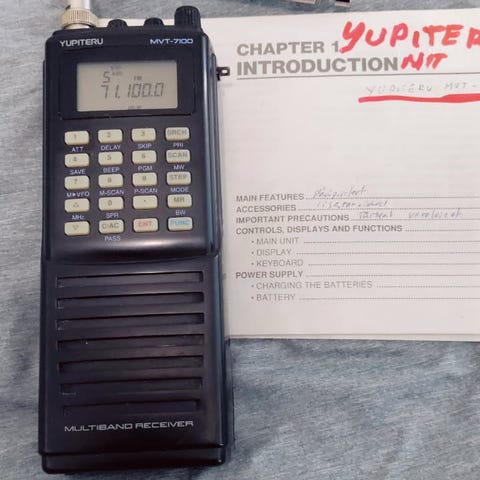 YUPITERU MVT-7100
5
FM
71.100.0
1 2 3 SRCH
ATT DELAY SKIP PRI
4 5 6 SCAN
SAVE BEEP PGM MW
7 8 9 STEP
M►VFO M-SCAN P-SCAN MODE
△ 0 · MR
MHz SPR BW
▽ C/AC ENT FUNC
PASS
MULTIBAND RECEIVER
CHAPTER 1 YUPITER
INTRODUCTION
YUPITERU MVT-
MAIN FEATURES
ACCESSORIES
IMPORTANT PRECAUTIONS
CONTROLS, DISPLAYS AND FUNCTIONS
• MAIN UNIT
• DISPLAY
• KEYBOARD
POWER SUPPLY
• CHARGING THE BATTERIES
• BATTERY